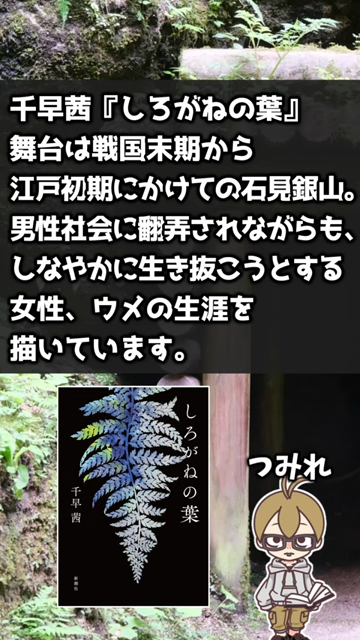 千早茜『しろがねの葉』
舞台は戦国末期から
江戸初期にかけての石見銀山。
男性社会に翻弄されながらも、
しなやかに生き抜こうとする
女性、ウメの生涯を
描いています。
しろがねの葉
千早茜
新潮社
つみれ